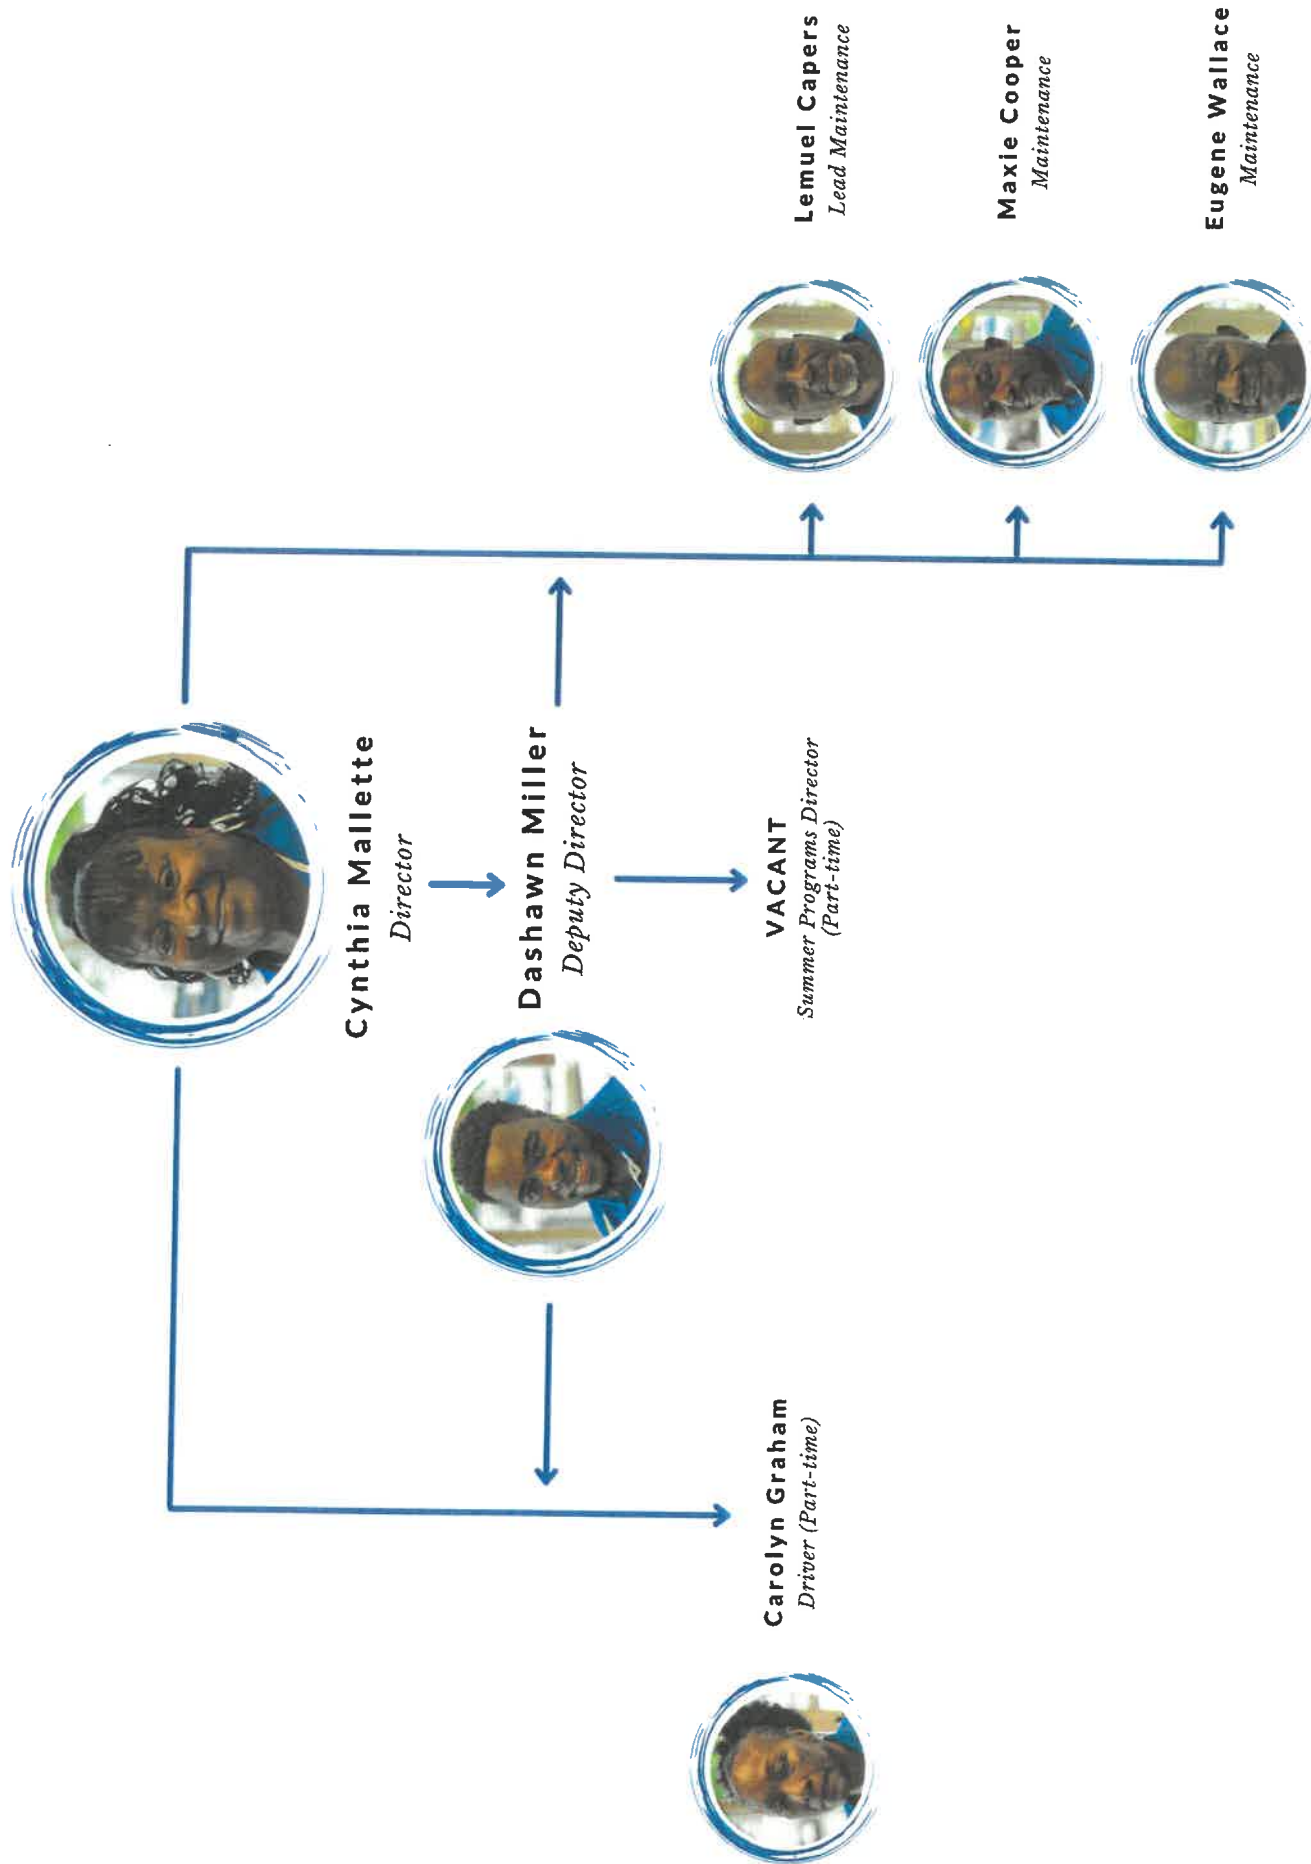 Cynthia Mallette
Director
Dashawn Miller
Deputy Director
Carolyn Graham
Driver (Part-time)
VACANT
Summer Programs Director
(Part-time)
Lemuel Capers
Lead Maintenance
Maxie Cooper
Maintenance
Eugene Wallace
Maintenance